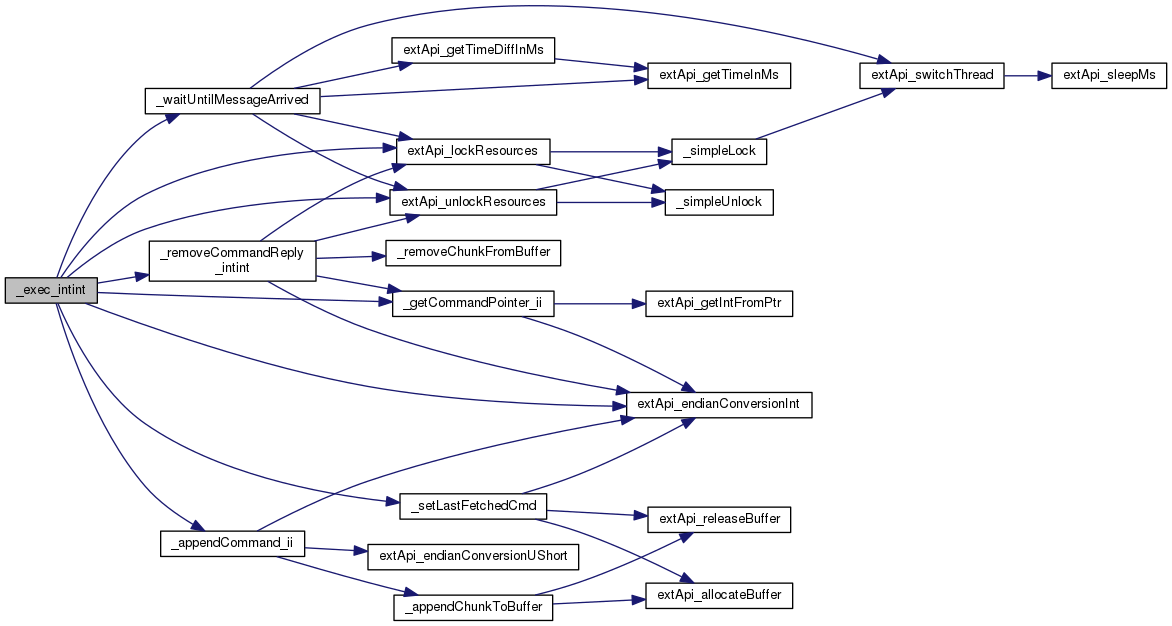 extApi_getTimeDiffInMs
extApi_getTimeInMs
extApi_switchThread
extApi_sleepMs
_waitUntilMessageArrived
extApi_lockResources
_simpleLock
extApi_unlockResources
_simpleUnlock
_removeCommandReply
_intint
_removeChunkFromBuffer
_exec_intint
_getCommandPointer_ii
extApi_getIntFromPtr
extApi_endianConversionInt
_setLastFetchedCmd
extApi_releaseBuffer
_appendCommand_ii
extApi_endianConversionUShort
extApi_allocateBuffer
_appendChunkToBuffer